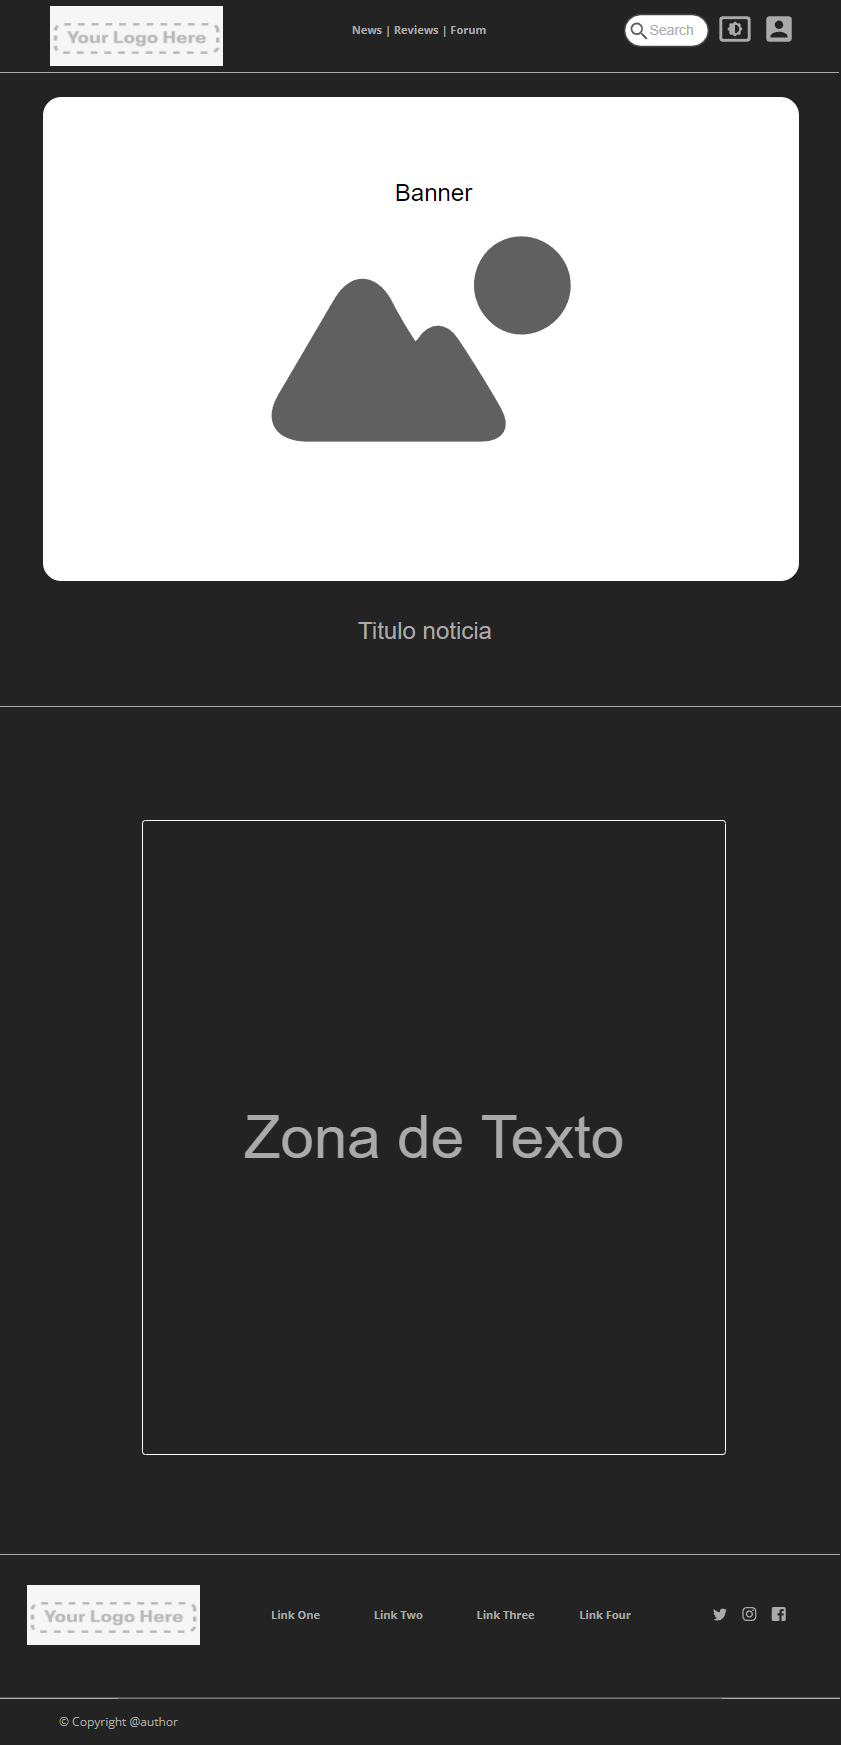 Your Logo Here
News | Reviews | Forum
Search
Banner
Titulo noticia
Zona de Texto
Your Logo Here
Link One
Link Two
Link Three
Link Four
© Copyright @author